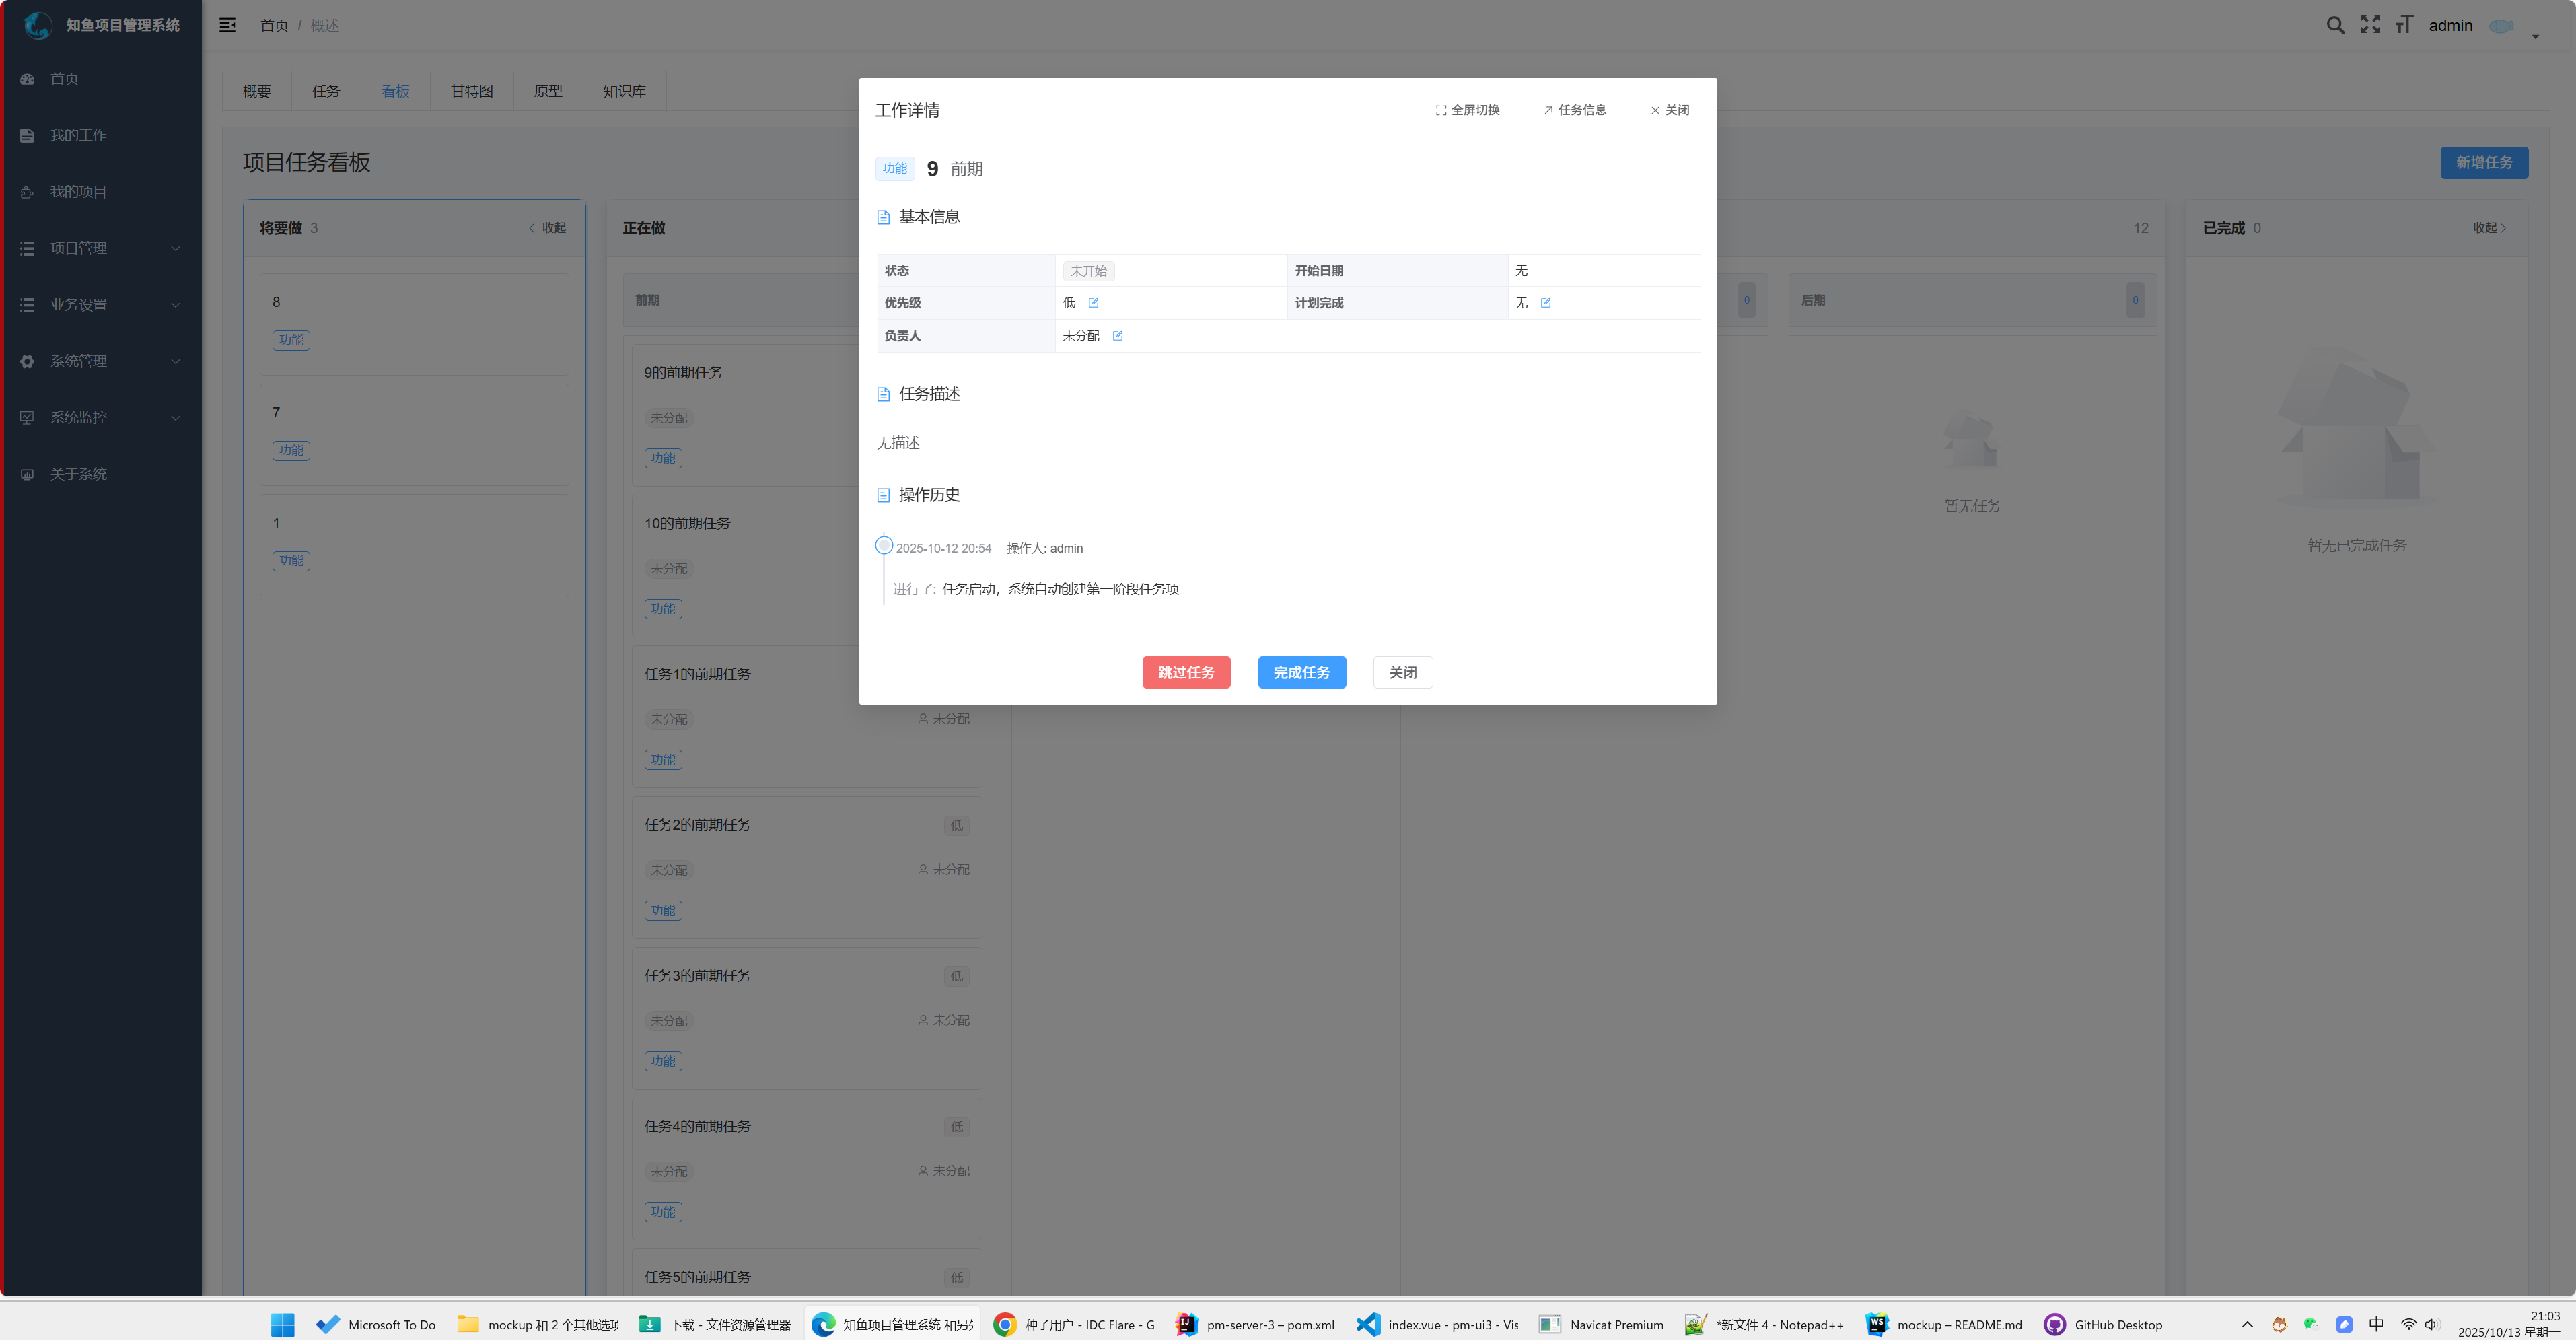 知鱼项目管理系统
首页 / 概述
admin
首页
我的工作
我的项目
项目管理
业务设置
系统管理
系统监控
关于系统
概要 任务 看板 甘特图 原型 知识库
项目任务看板
新增任务
将要做 3 收起
8
功能
7
功能
1
功能
正在做
12
前期
9的前期任务
未分配
功能
10的前期任务
未分配
功能
任务1的前期任务
未分配 未分配
功能
任务2的前期任务 低
未分配 未分配
功能
任务3的前期任务 低
未分配 未分配
功能
任务4的前期任务 低
未分配 未分配
功能
任务5的前期任务 低
工作详情
全屏切换 任务信息 关闭
功能 9 前期
基本信息
状态 未开始 开始日期 无
优先级 低 计划完成 无
负责人 未分配
任务描述
无描述
操作历史
2025-10-12 20:54 操作人: admin
进行了: 任务启动，系统自动创建第一阶段任务项
跳过任务 完成任务 关闭
0
后期 0
暂无任务
已完成 0 收起
暂无已完成任务
Microsoft To Do
mockup 和 2 个其他选项
下载 - 文件资源管理器
知鱼项目管理系统 和另外
种子用户 - IDC Flare - G
pm-server-3 – pom.xml
index.vue - pm-ui3 - Vis
Navicat Premium
*新文件 4 - Notepad++
WS
mockup – README.md
GitHub Desktop
中
21:03
2025/10/13 星期一